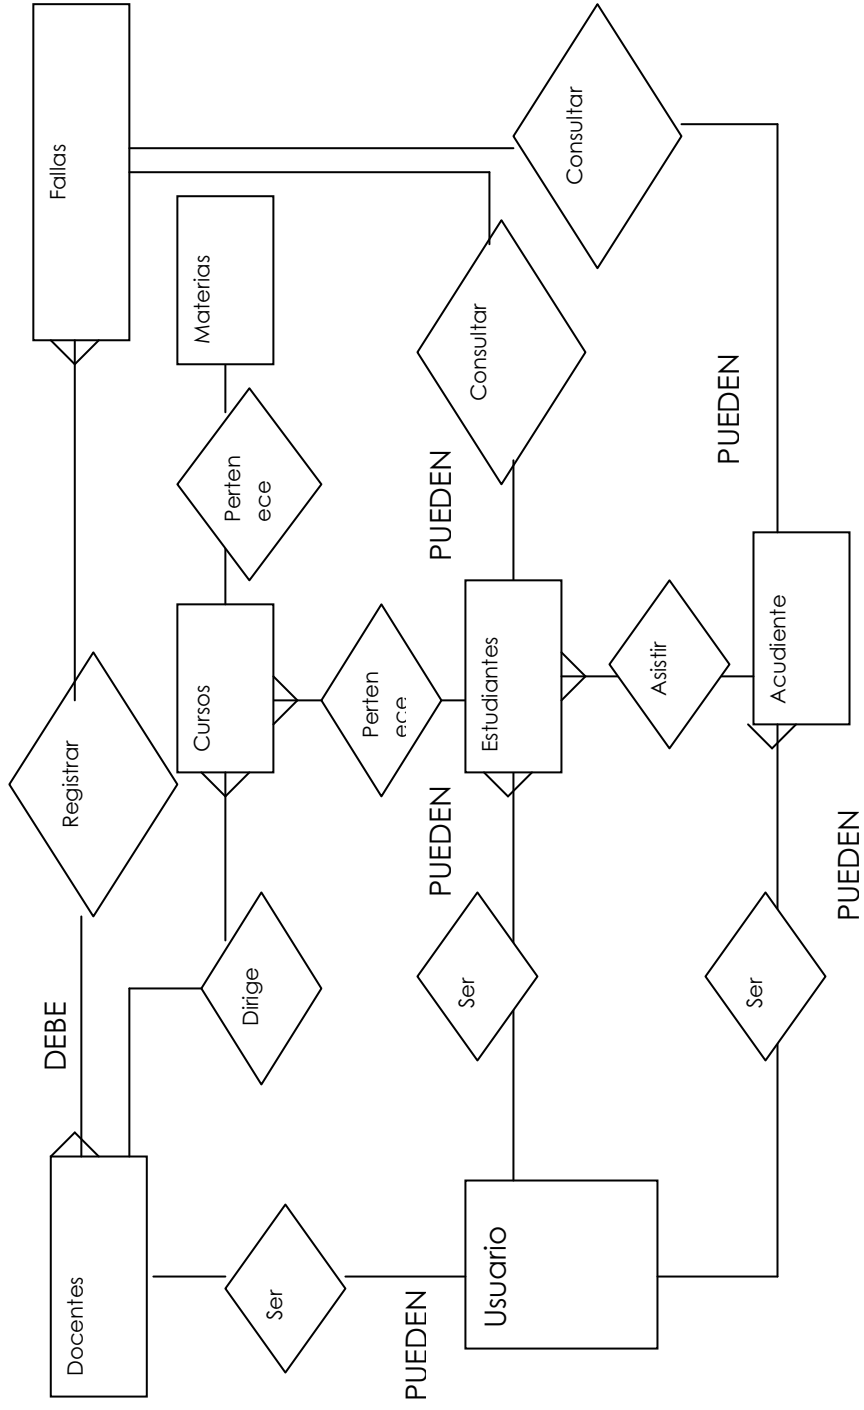 DEBE
Docentes
Registrar
Fallas
Cursos
Materias
Perten
ece
Dirige
Ser
Perten
ece
PUEDEN
PUEDEN
PUEDEN
Usuario
Ser
Estudiantes
Consultar
Consultar
Asistir
PUEDEN
Ser
Acudiente
PUEDEN